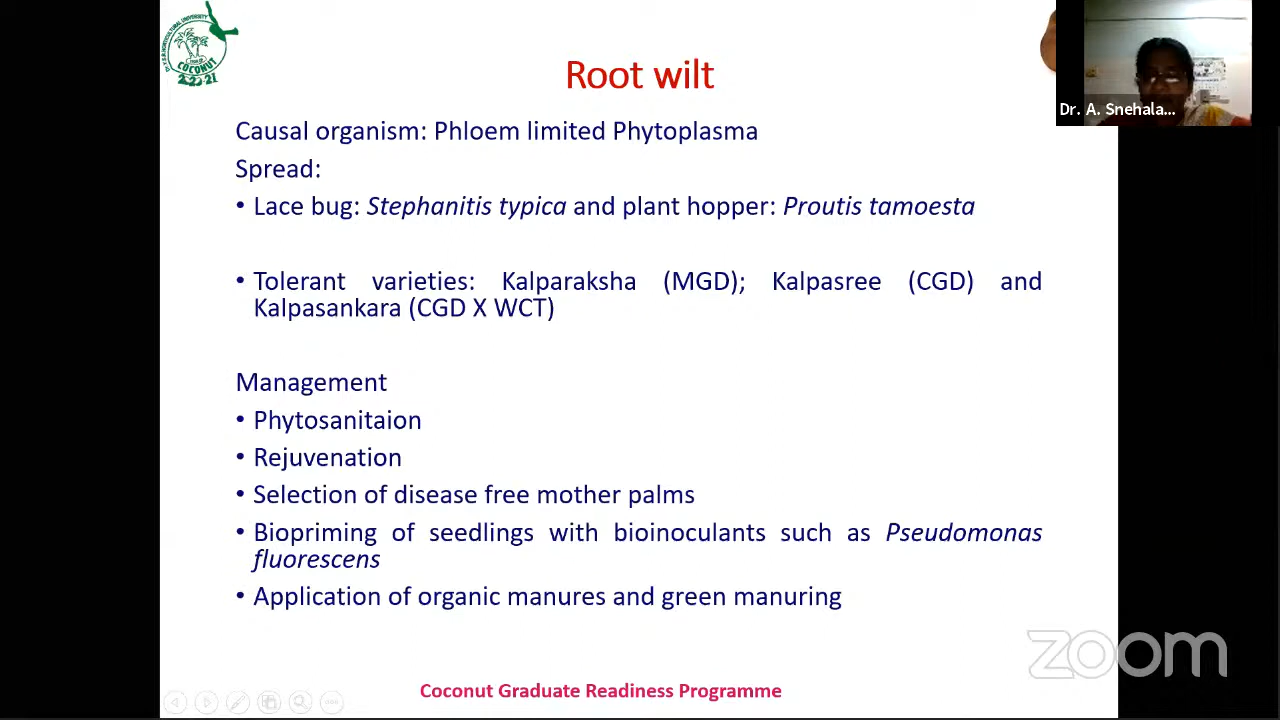 COCONUT
2021
Root wilt
Dr. A. Snehala...
Causal organism: Phloem limited Phytoplasma
Spread:
• Lace bug: Stephanitis typica and plant hopper: Proutis tamoesta
• Tolerant varieties: Kalparaksha (MGD); Kalpasree (CGD) and
Kalpasankara (CGD X WCT)
Management
• Phytosanitaion
• Rejuvenation
• Selection of disease free mother palms
• Biopriming of seedlings with bioinoculants such as Pseudomonas
fluorescens
• Application of organic manures and green manuring
zoom
Coconut Graduate Readiness Programme